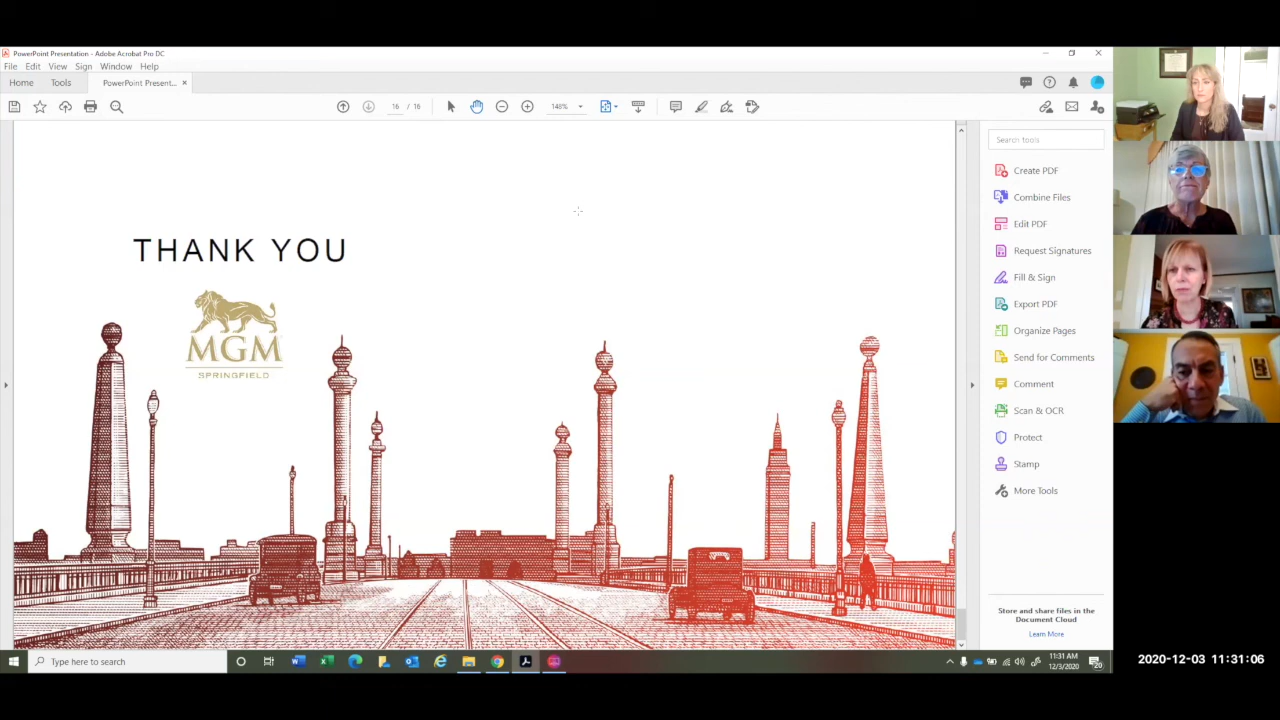 PowerPoint Presentation - Adobe Acrobat Pro DC
File Edit View Sign Window Help
Home Tools PowerPoint Present... ×
16 / 16 148%
Search tools
Create PDF
Combine Files
Edit PDF
Request Signatures
Fill & Sign
Export PDF
Organize Pages
Send for Comments
Comment
Scan & OCR
Protect
Stamp
More Tools
Store and share files in the
Document Cloud
Learn More
THANK YOU
MGM
SPRINGFIELD
Type here to search
11:31 AM
12/3/2020
20
2020-12-03 11:31:06